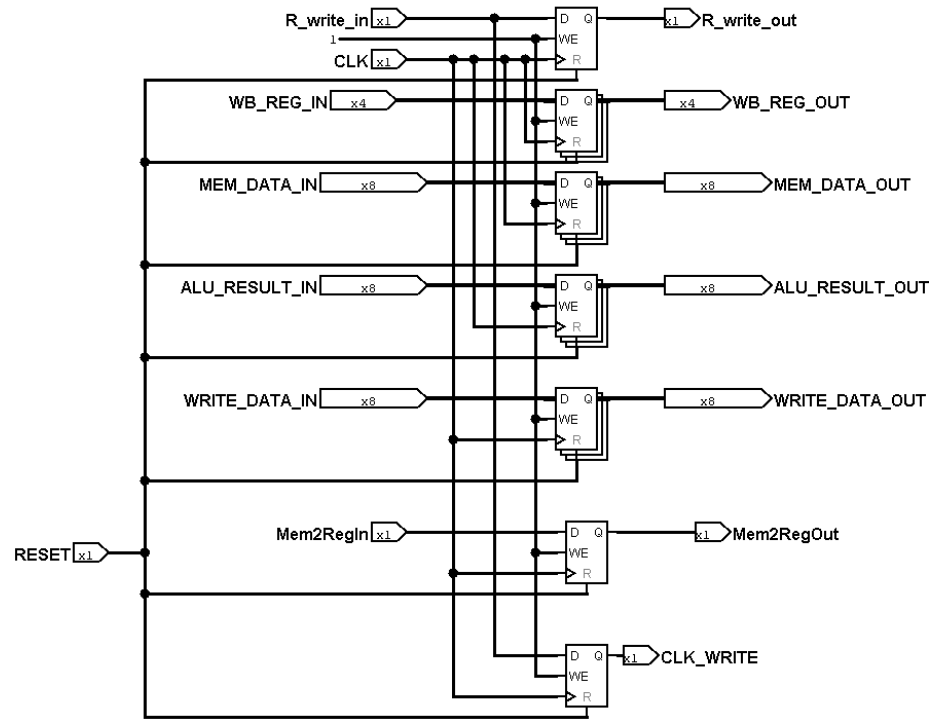 R_write_in x1 D Q x1 R_write_out
1 WE
CLK x1 R
WB_REG_IN x4 D Q x4 WB_REG_OUT
WE
R
MEM_DATA_IN x8 D Q x8 MEM_DATA_OUT
WE
R
ALU_RESULT_IN x8 D Q x8 ALU_RESULT_OUT
WE
R
WRITE_DATA_IN x8 D Q x8 WRITE_DATA_OUT
WE
R
Mem2RegIn x1 D Q x1 Mem2RegOut
RESET x1 WE
R
D Q x1 CLK_WRITE
WE
R